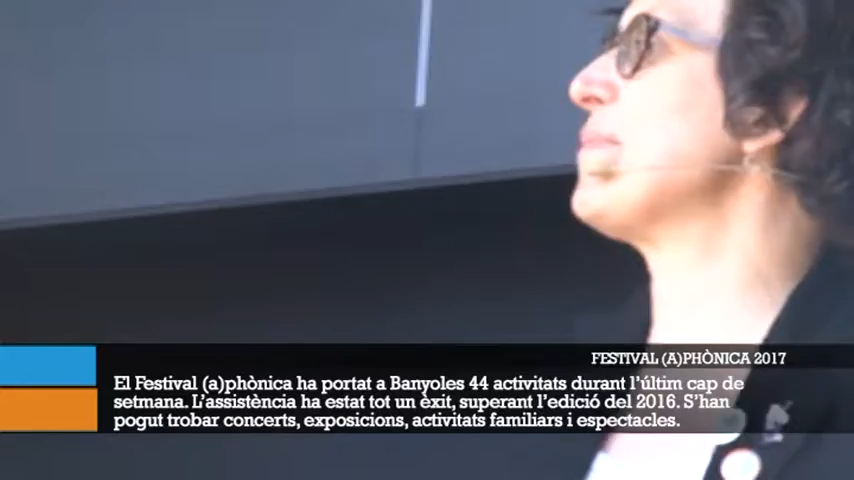 FESTIVAL (A)PHÒNICA 2017
El Festival (a)phònica ha portat a Banyoles 44 activitats durant l'últim cap de
setmana. L'assistència ha estat tot un èxit, superant l'edició del 2016. S'han
pogut trobar concerts, exposicions, activitats familiars i espectacles.